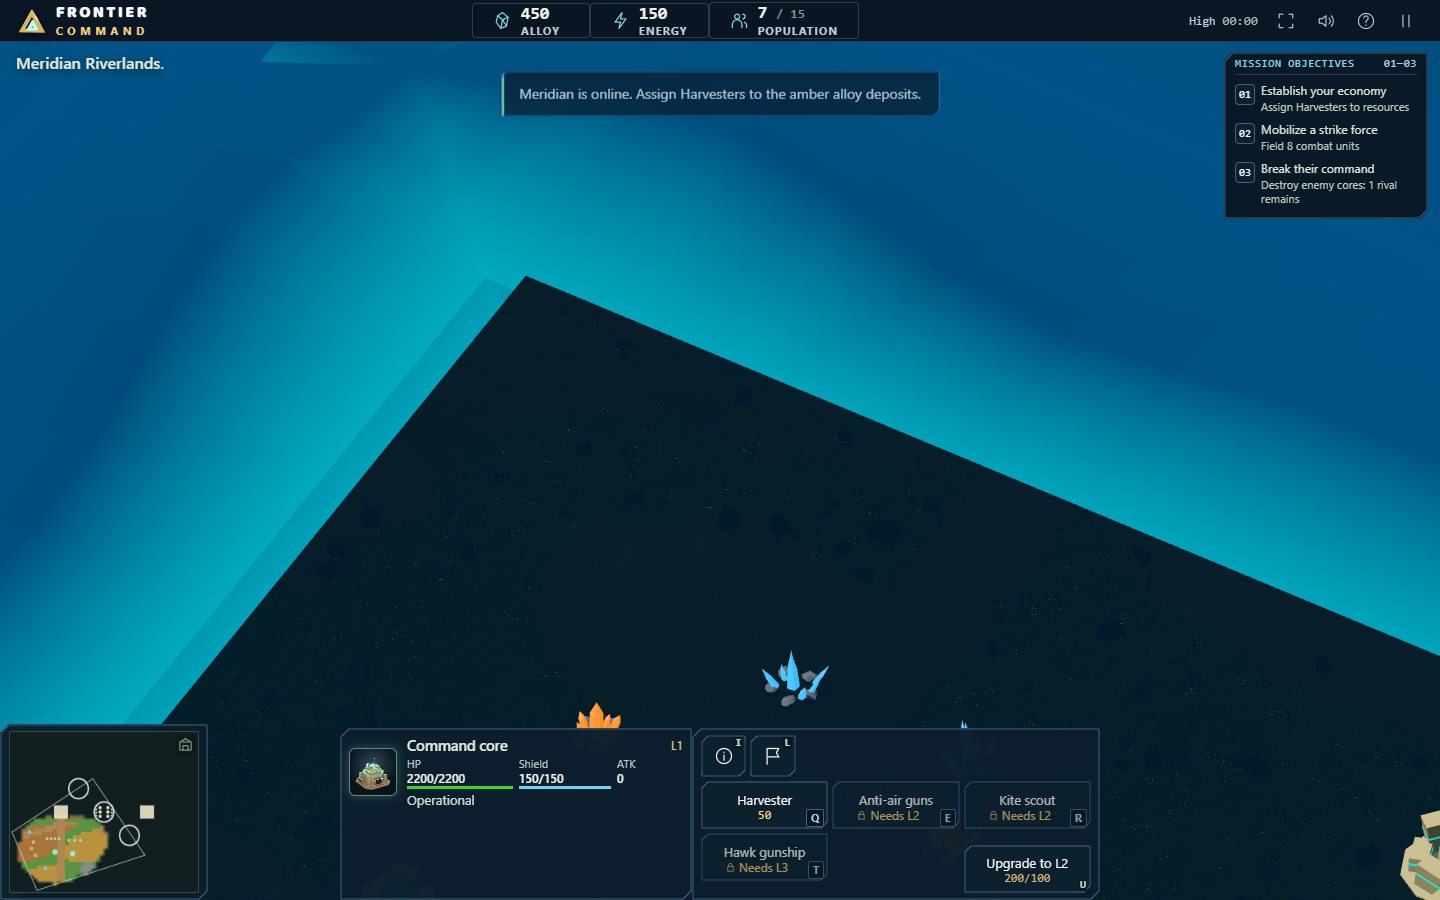 FRONTIER
COMMAND
450
ALLOY
150
ENERGY
7 / 15
POPULATION
High 00:00
Meridian Riverlands.
Meridian is online. Assign Harvesters to the amber alloy deposits.
MISSION OBJECTIVES 01—03
01 Establish your economy
Assign Harvesters to resources
02 Mobilize a strike force
Field 8 combat units
03 Break their command
Destroy enemy cores: 1 rival
remains
Command core L1
HP Shield ATK
2200/2200 150/150 0
Operational
I L
Harvester
50 Q
Anti-air guns
Needs L2 E
Kite scout
Needs L2 R
Hawk gunship
Needs L3 T
Upgrade to L2
200/100 U